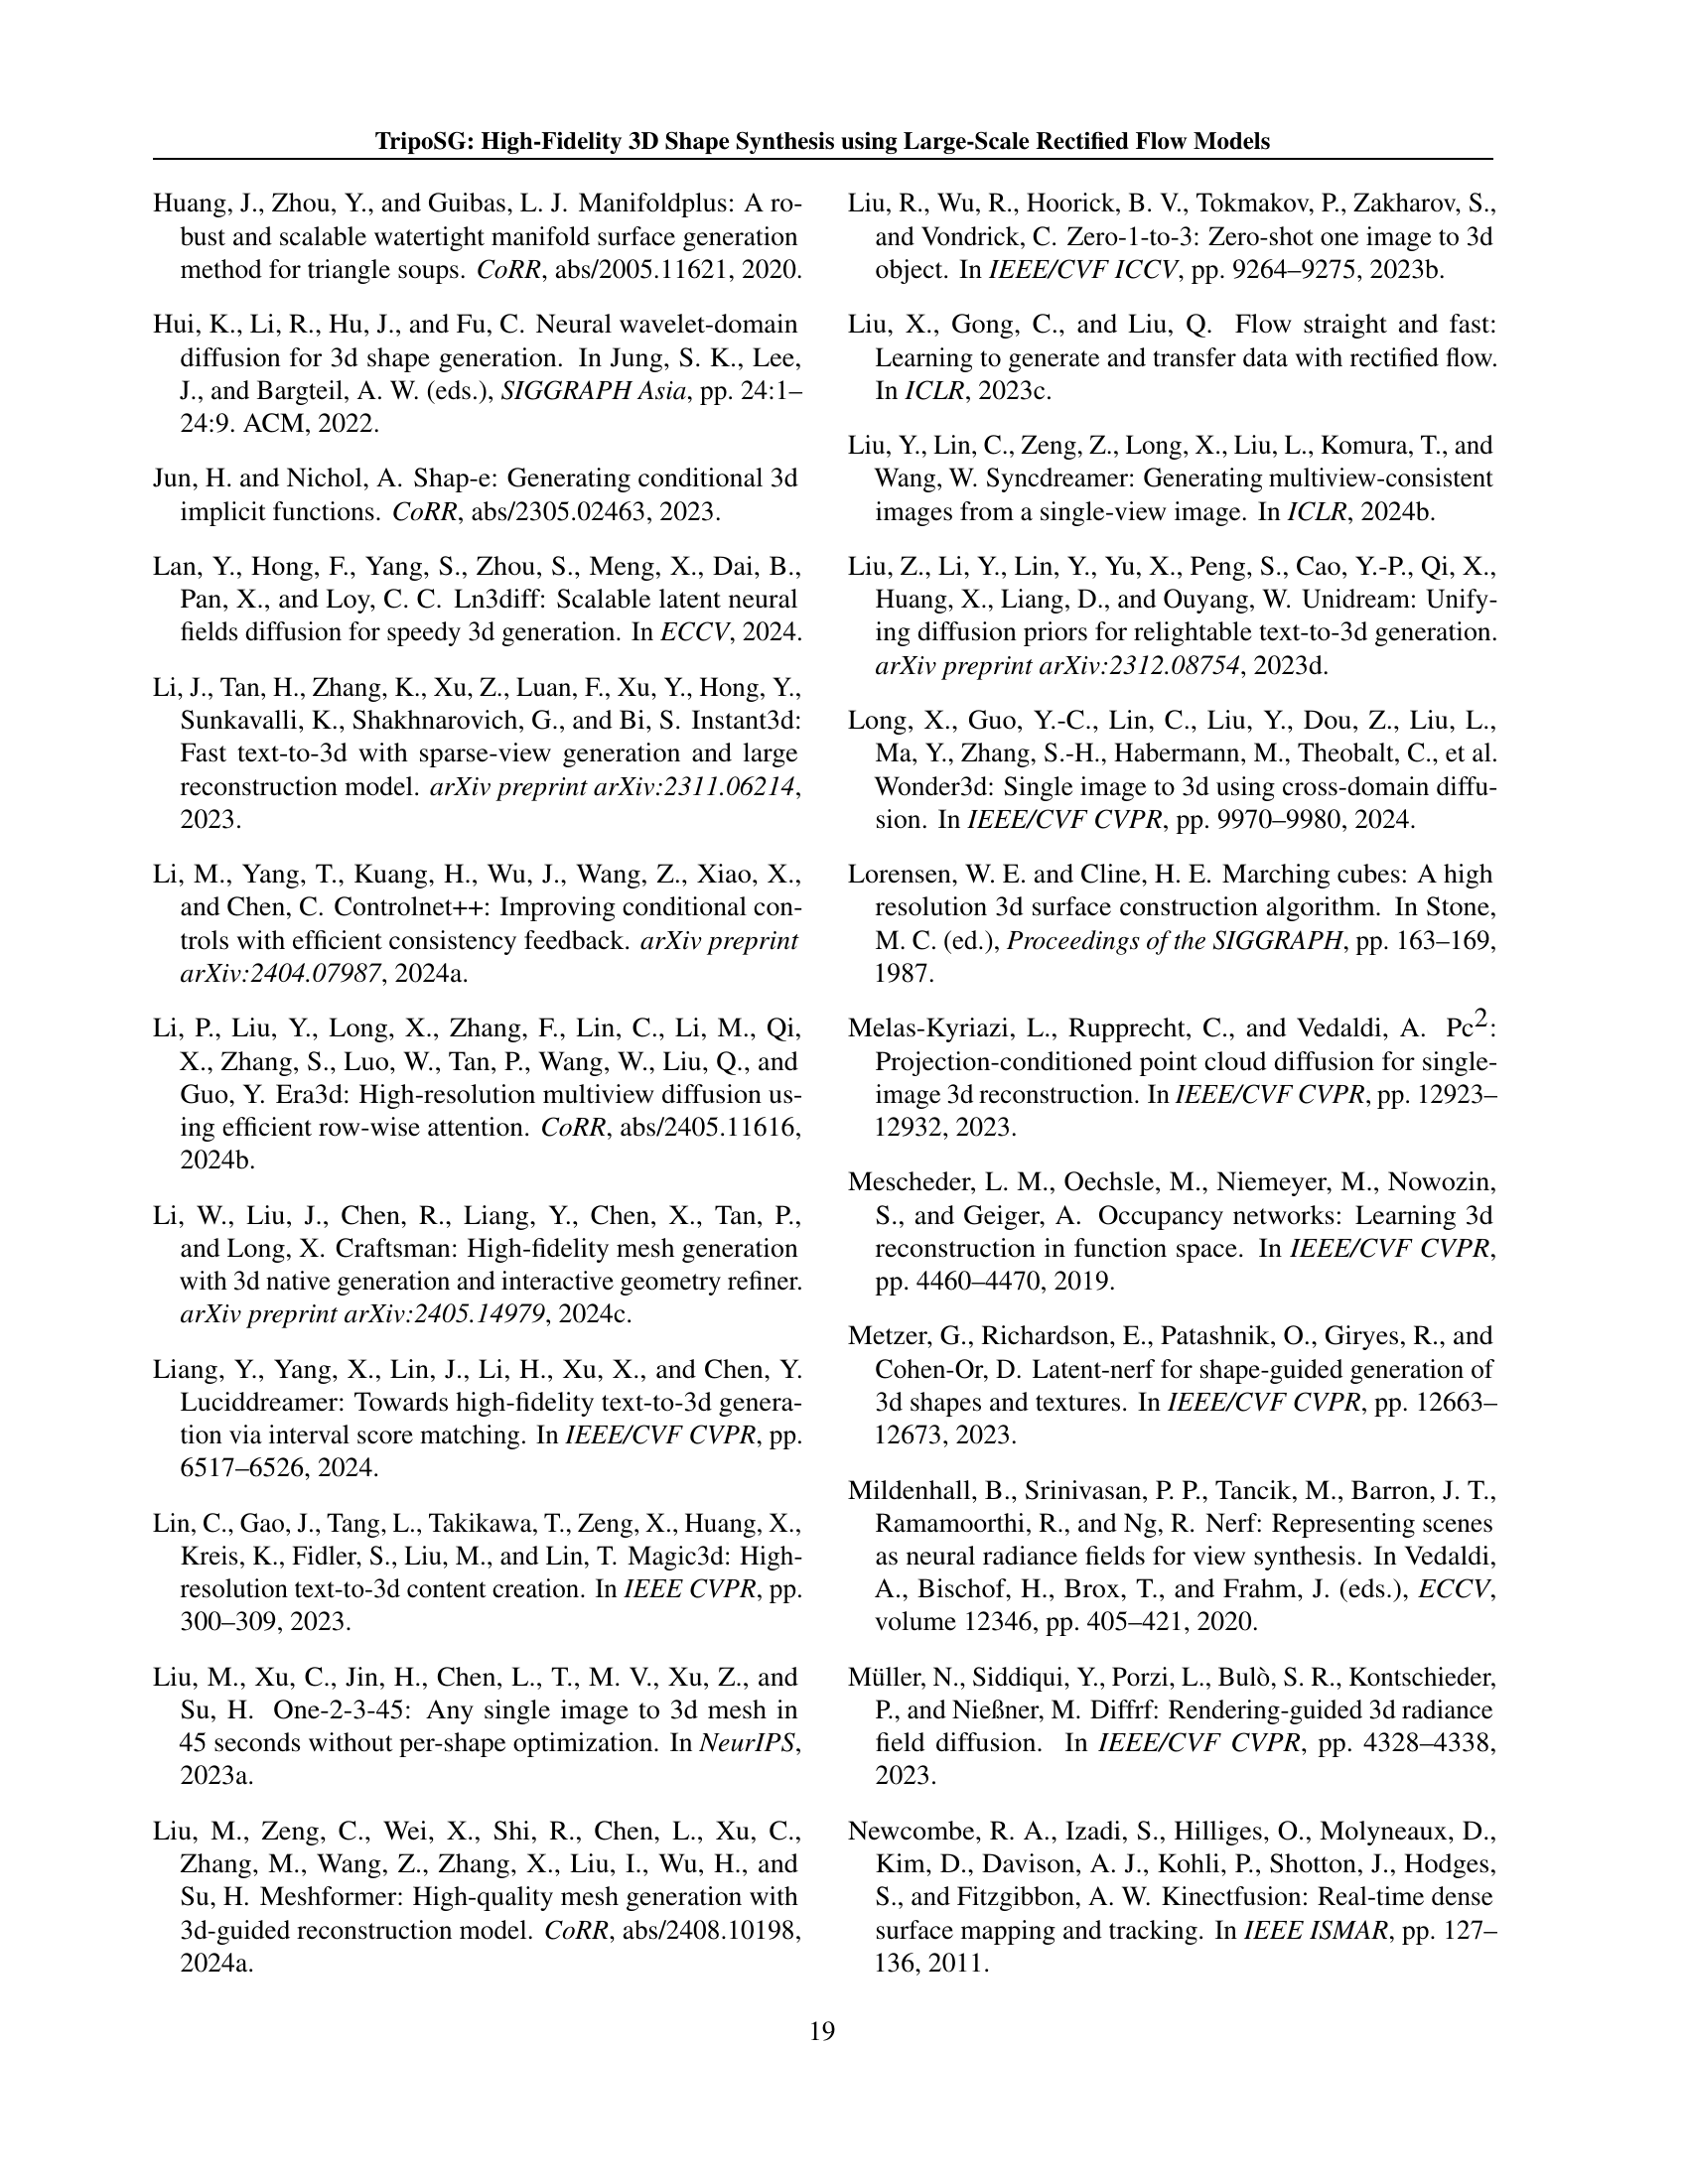 TripoSG: High-Fidelity 3D Shape Synthesis using Large-Scale Rectified Flow Models
Huang, J., Zhou, Y., and Guibas, L. J. Manifoldplus: A ro-
bust and scalable watertight manifold surface generation
method for triangle soups. CoRR, abs/2005.11621, 2020.
Hui, K., Li, R., Hu, J., and Fu, C. Neural wavelet-domain
diffusion for 3d shape generation. In Jung, S. K., Lee,
J., and Bargteil, A. W. (eds.), SIGGRAPH Asia, pp. 24:1–
24:9. ACM, 2022.
Jun, H. and Nichol, A. Shap-e: Generating conditional 3d
implicit functions. CoRR, abs/2305.02463, 2023.
Lan, Y., Hong, F., Yang, S., Zhou, S., Meng, X., Dai, B.,
Pan, X., and Loy, C. C. Ln3diff: Scalable latent neural
fields diffusion for speedy 3d generation. In ECCV, 2024.
Li, J., Tan, H., Zhang, K., Xu, Z., Luan, F., Xu, Y., Hong, Y.,
Sunkavalli, K., Shakhnarovich, G., and Bi, S. Instant3d:
Fast text-to-3d with sparse-view generation and large
reconstruction model. arXiv preprint arXiv:2311.06214,
2023.
Li, M., Yang, T., Kuang, H., Wu, J., Wang, Z., Xiao, X.,
and Chen, C. Controlnet++: Improving conditional con-
trols with efficient consistency feedback. arXiv preprint
arXiv:2404.07987, 2024a.
Li, P., Liu, Y., Long, X., Zhang, F., Lin, C., Li, M., Qi,
X., Zhang, S., Luo, W., Tan, P., Wang, W., Liu, Q., and
Guo, Y. Era3d: High-resolution multiview diffusion us-
ing efficient row-wise attention. CoRR, abs/2405.11616,
2024b.
Li, W., Liu, J., Chen, R., Liang, Y., Chen, X., Tan, P.,
and Long, X. Craftsman: High-fidelity mesh generation
with 3d native generation and interactive geometry refiner.
arXiv preprint arXiv:2405.14979, 2024c.
Liang, Y., Yang, X., Lin, J., Li, H., Xu, X., and Chen, Y.
Luciddreamer: Towards high-fidelity text-to-3d genera-
tion via interval score matching. In IEEE/CVF CVPR, pp.
6517–6526, 2024.
Lin, C., Gao, J., Tang, L., Takikawa, T., Zeng, X., Huang, X.,
Kreis, K., Fidler, S., Liu, M., and Lin, T. Magic3d: High-
resolution text-to-3d content creation. In IEEE CVPR, pp.
300–309, 2023.
Liu, M., Xu, C., Jin, H., Chen, L., T., M. V., Xu, Z., and
Su, H. One-2-3-45: Any single image to 3d mesh in
45 seconds without per-shape optimization. In NeurIPS,
2023a.
Liu, M., Zeng, C., Wei, X., Shi, R., Chen, L., Xu, C.,
Zhang, M., Wang, Z., Zhang, X., Liu, I., Wu, H., and
Su, H. Meshformer: High-quality mesh generation with
3d-guided reconstruction model. CoRR, abs/2408.10198,
2024a.
Liu, R., Wu, R., Hoorick, B. V., Tokmakov, P., Zakharov, S.,
and Vondrick, C. Zero-1-to-3: Zero-shot one image to 3d
object. In IEEE/CVF ICCV, pp. 9264–9275, 2023b.
Liu, X., Gong, C., and Liu, Q. Flow straight and fast:
Learning to generate and transfer data with rectified flow.
In ICLR, 2023c.
Liu, Y., Lin, C., Zeng, Z., Long, X., Liu, L., Komura, T., and
Wang, W. Syncdreamer: Generating multiview-consistent
images from a single-view image. In ICLR, 2024b.
Liu, Z., Li, Y., Lin, Y., Yu, X., Peng, S., Cao, Y.-P., Qi, X.,
Huang, X., Liang, D., and Ouyang, W. Unidream: Unify-
ing diffusion priors for relightable text-to-3d generation.
arXiv preprint arXiv:2312.08754, 2023d.
Long, X., Guo, Y.-C., Lin, C., Liu, Y., Dou, Z., Liu, L.,
Ma, Y., Zhang, S.-H., Habermann, M., Theobalt, C., et al.
Wonder3d: Single image to 3d using cross-domain diffu-
sion. In IEEE/CVF CVPR, pp. 9970–9980, 2024.
Lorensen, W. E. and Cline, H. E. Marching cubes: A high
resolution 3d surface construction algorithm. In Stone,
M. C. (ed.), Proceedings of the SIGGRAPH, pp. 163–169,
1987.
Melas-Kyriazi, L., Rupprecht, C., and Vedaldi, A. Pc²:
Projection-conditioned point cloud diffusion for single-
image 3d reconstruction. In IEEE/CVF CVPR, pp. 12923–
12932, 2023.
Mescheder, L. M., Oechsle, M., Niemeyer, M., Nowozin,
S., and Geiger, A. Occupancy networks: Learning 3d
reconstruction in function space. In IEEE/CVF CVPR,
pp. 4460–4470, 2019.
Metzer, G., Richardson, E., Patashnik, O., Giryes, R., and
Cohen-Or, D. Latent-nerf for shape-guided generation of
3d shapes and textures. In IEEE/CVF CVPR, pp. 12663–
12673, 2023.
Mildenhall, B., Srinivasan, P. P., Tancik, M., Barron, J. T.,
Ramamoorthi, R., and Ng, R. Nerf: Representing scenes
as neural radiance fields for view synthesis. In Vedaldi,
A., Bischof, H., Brox, T., and Frahm, J. (eds.), ECCV,
volume 12346, pp. 405–421, 2020.
Müller, N., Siddiqui, Y., Porzi, L., Bulò, S. R., Kontschieder,
P., and Nießner, M. Diffrf: Rendering-guided 3d radiance
field diffusion. In IEEE/CVF CVPR, pp. 4328–4338,
2023.
Newcombe, R. A., Izadi, S., Hilliges, O., Molyneaux, D.,
Kim, D., Davison, A. J., Kohli, P., Shotton, J., Hodges,
S., and Fitzgibbon, A. W. Kinectfusion: Real-time dense
surface mapping and tracking. In IEEE ISMAR, pp. 127–
136, 2011.
19